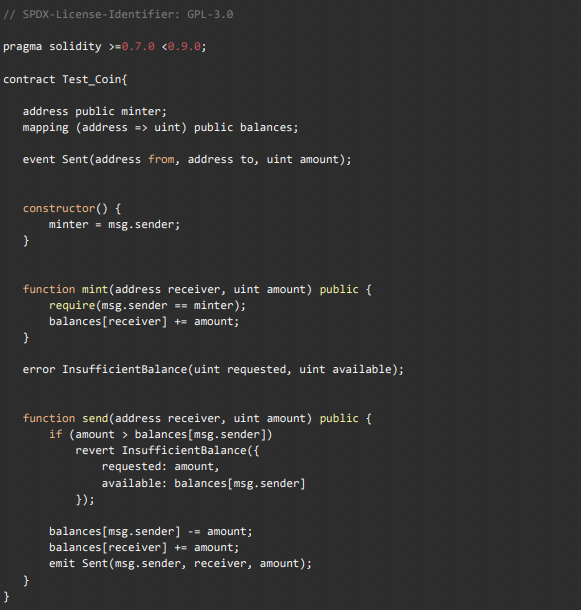 // SPDX-License-Identifier: GPL-3.0
pragma solidity >=0.7.0 <0.9.0;
contract Test_Coin{
address public minter;
mapping (address => uint) public balances;
event Sent(address from, address to, uint amount);
constructor() {
minter = msg.sender;
}
function mint(address receiver, uint amount) public {
require(msg.sender == minter);
balances[receiver] += amount;
}
error InsufficientBalance(uint requested, uint available);
function send(address receiver, uint amount) public {
if (amount > balances[msg.sender])
revert InsufficientBalance({
requested: amount,
available: balances[msg.sender]
});
balances[msg.sender] -= amount;
balances[receiver] += amount;
emit Sent(msg.sender, receiver, amount);
}
}